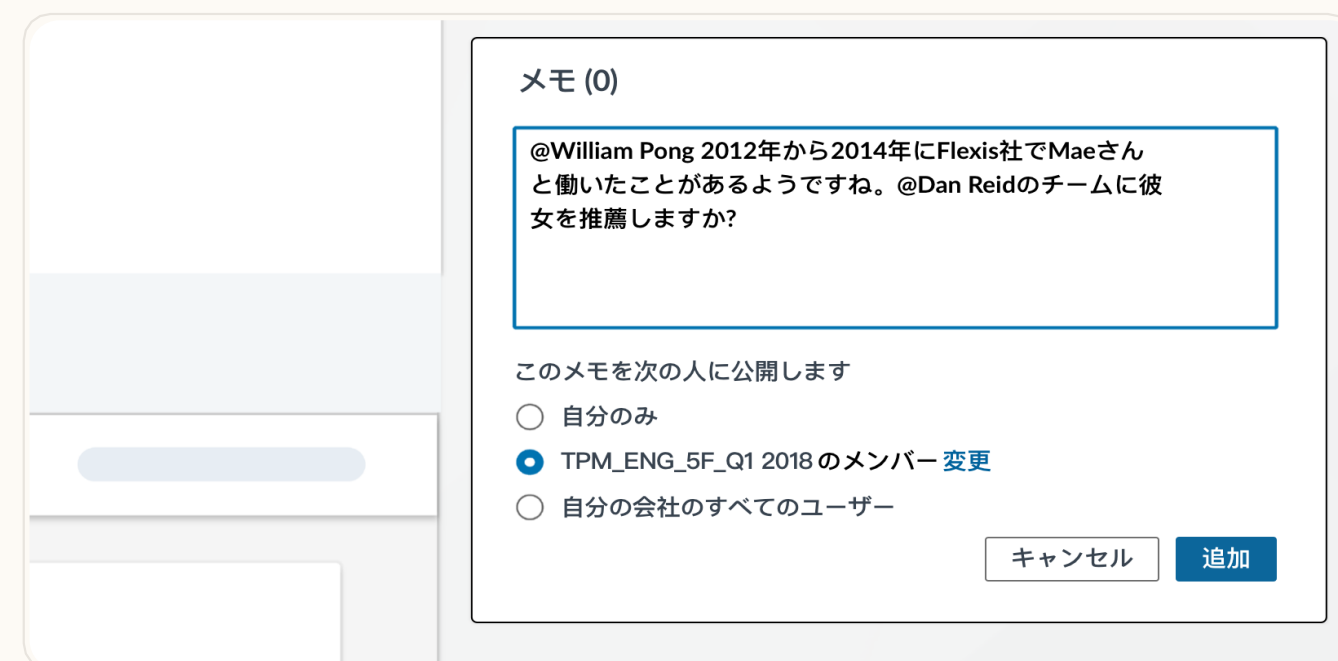 メモ (0)
@William Pong 2012年から2014年にFlexis社でMaeさん
と働いたことがあるようですね。@Dan Reidのチームに彼
女を推薦しますか?
このメモを次の人に公開します
自分のみ
TPM_ENG_5F_Q1 2018 のメンバー 変更
自分の会社のすべてのユーザー
キャンセル 追加